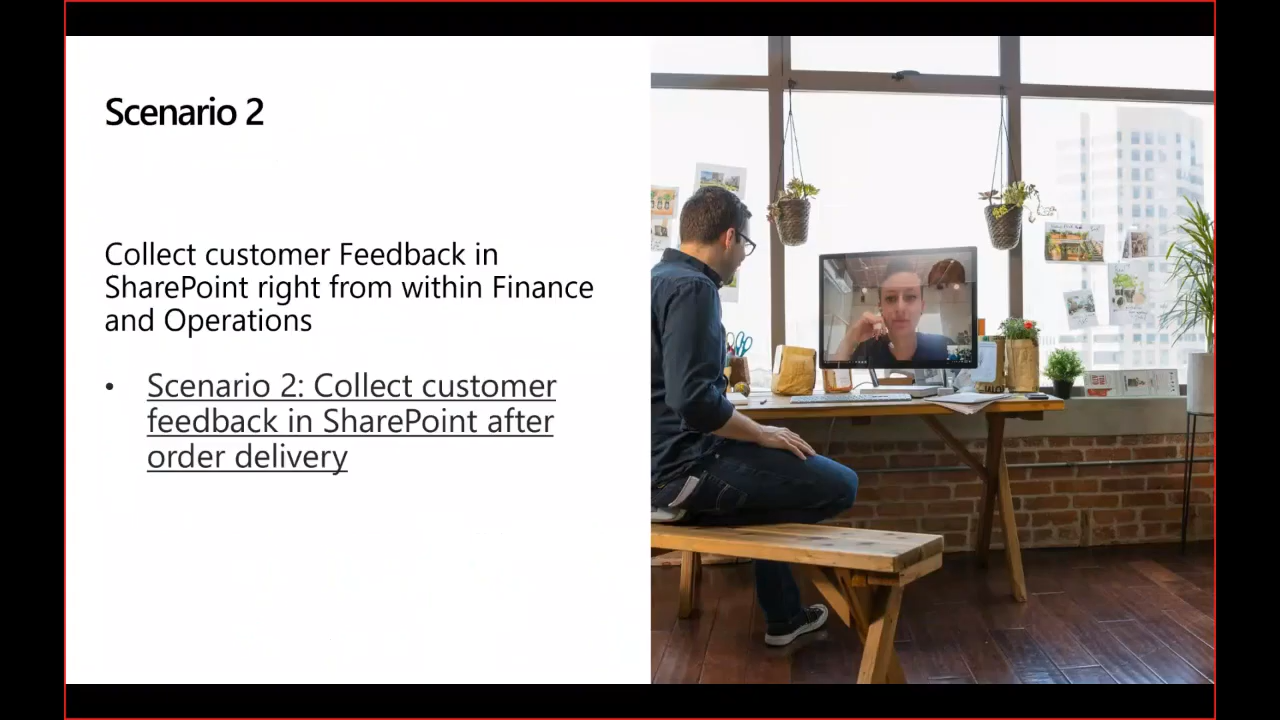 Scenario 2
Collect customer Feedback in
SharePoint right from within Finance
and Operations
• Scenario 2: Collect customer
feedback in SharePoint after
order delivery